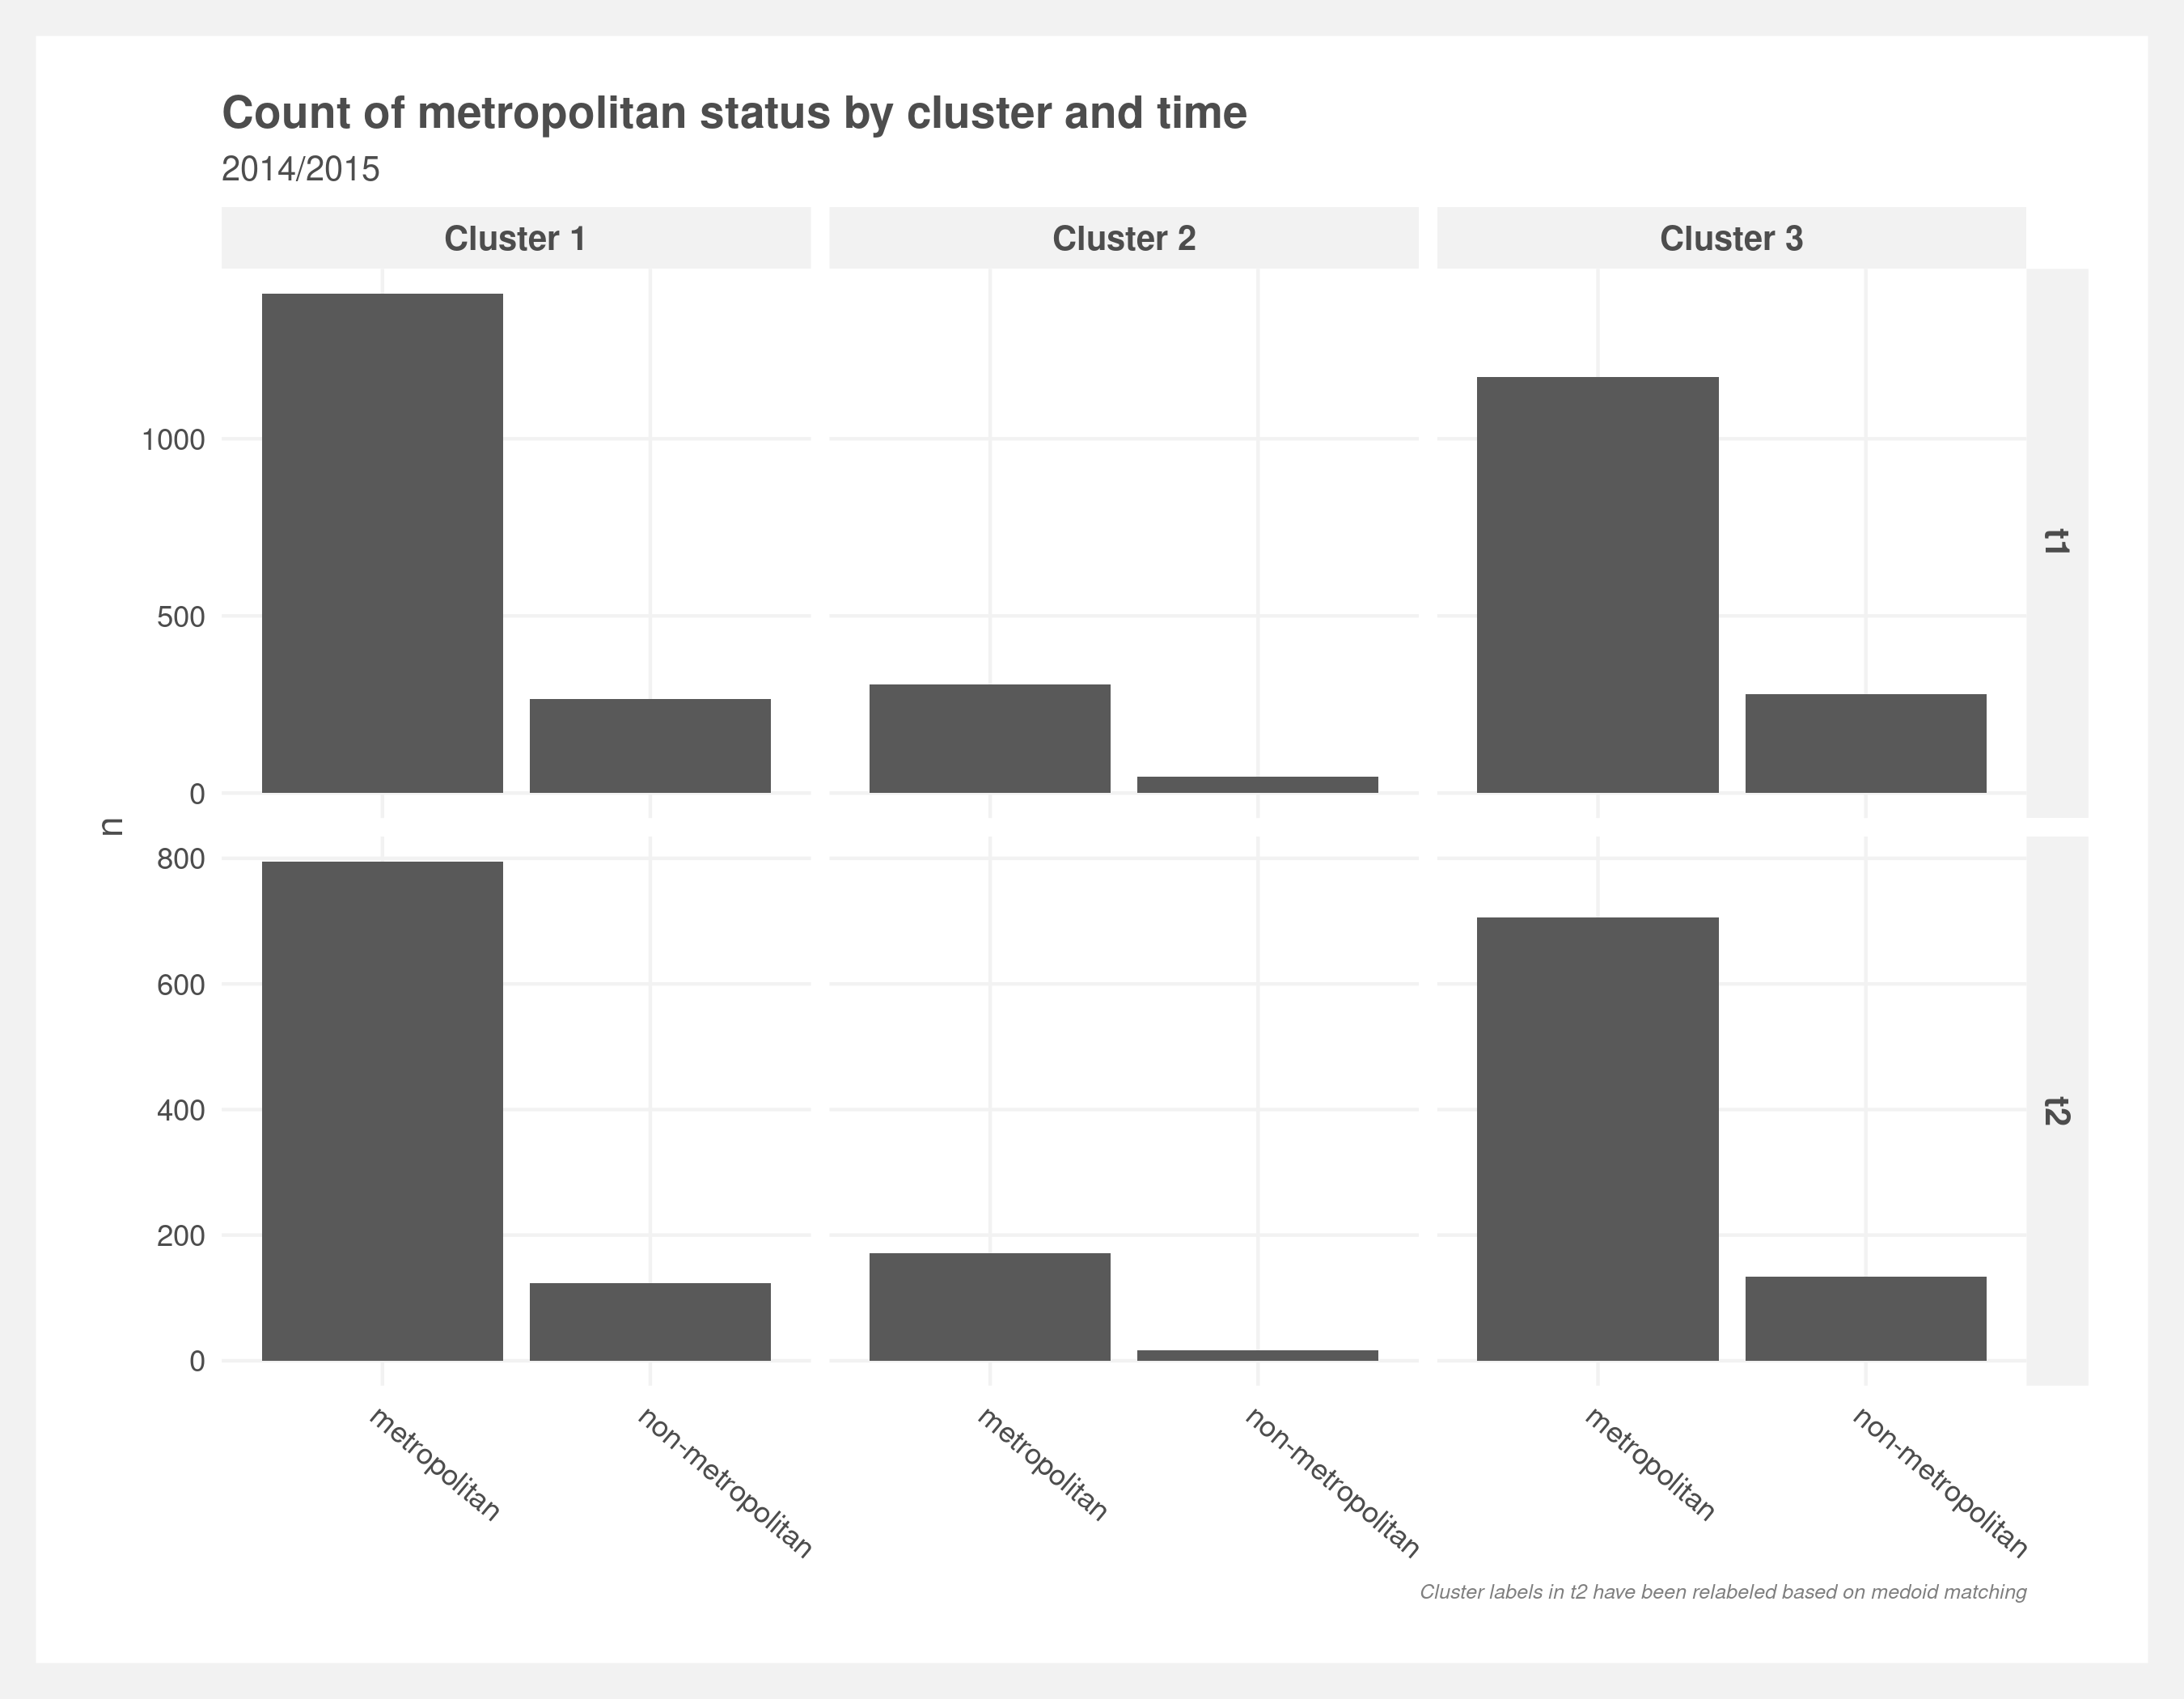 Count of metropolitan status by cluster and time
2014/2015
Cluster 1
Cluster 2
Cluster 3
1000
500
0
t1
n
800
600
400
200
0
t2
metropolitan
non-metropolitan
metropolitan
non-metropolitan
metropolitan
non-metropolitan
Cluster labels in t2 have been relabeled based on medoid matching